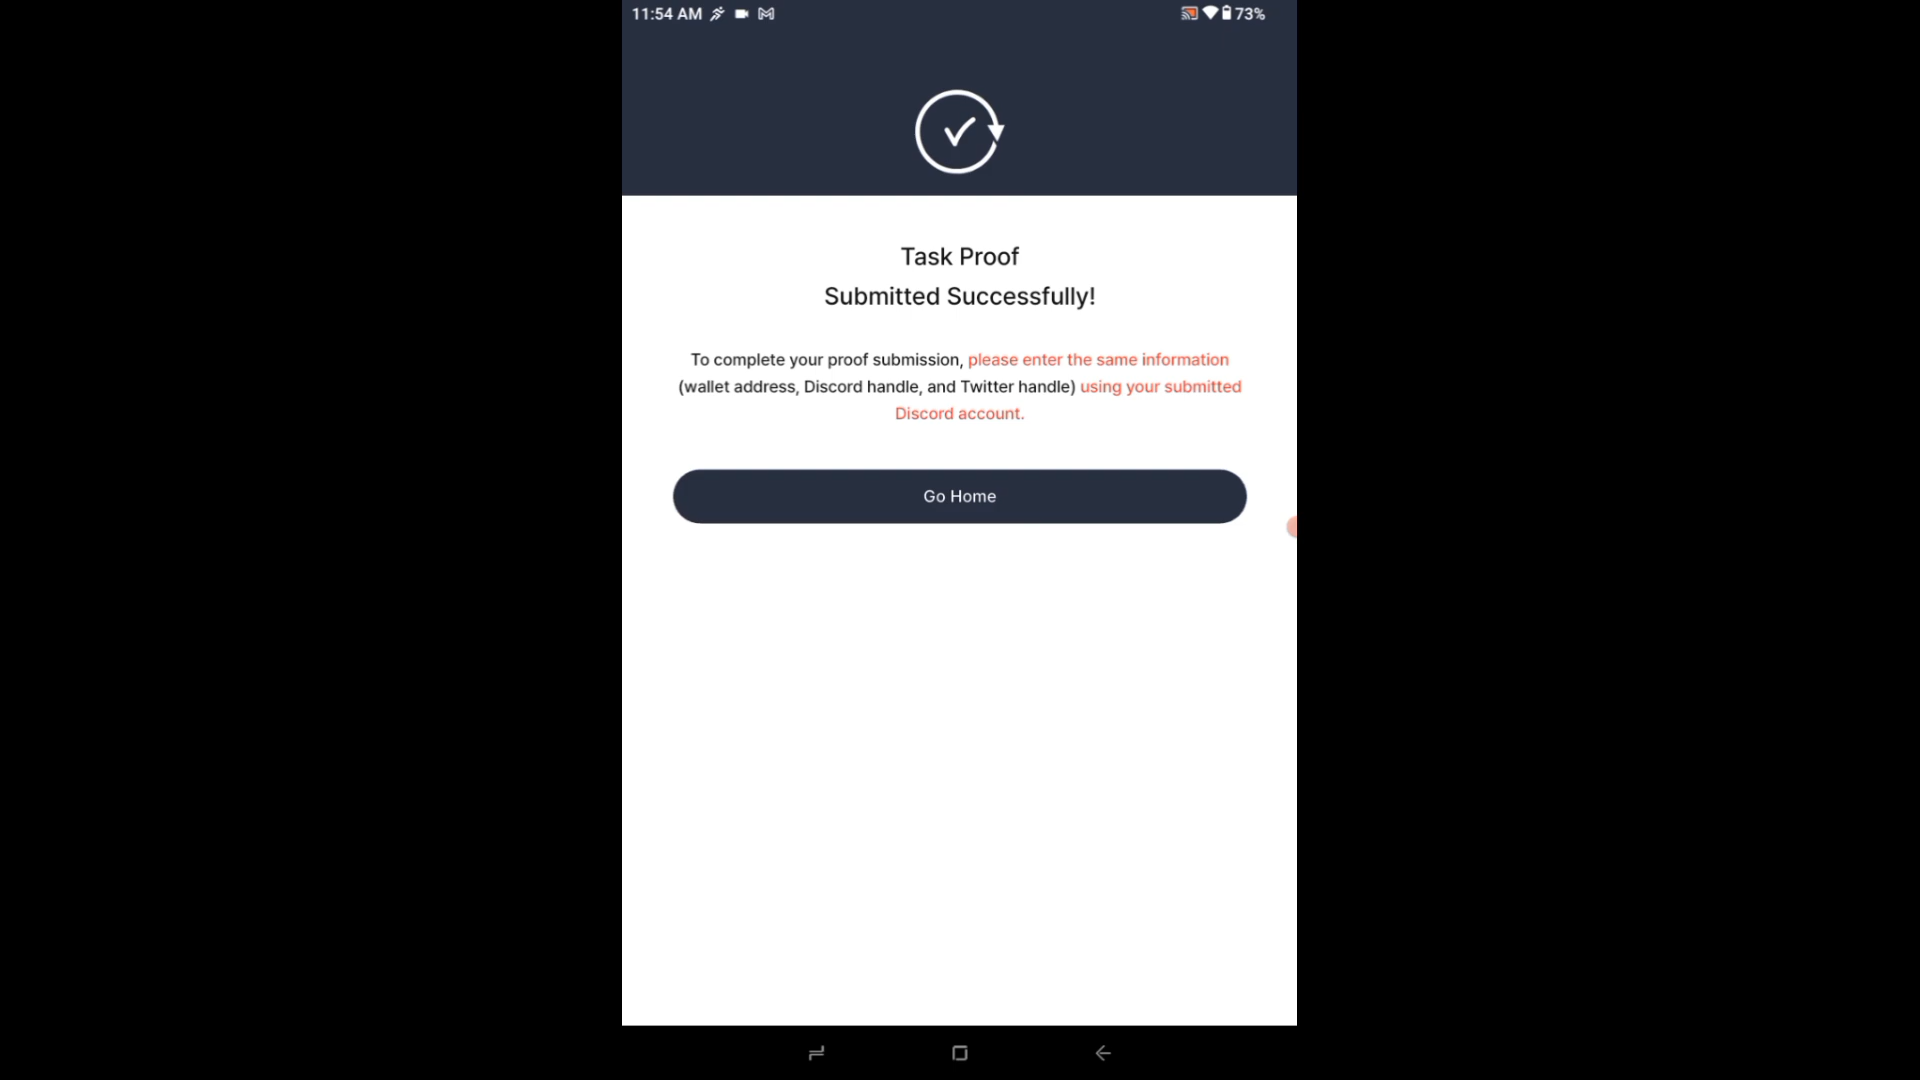 11:54 AM
73%
Task Proof
Submitted Successfully!
To complete your proof submission, please enter the same information
(wallet address, Discord handle, and Twitter handle) using your submitted
Discord account.
Go Home